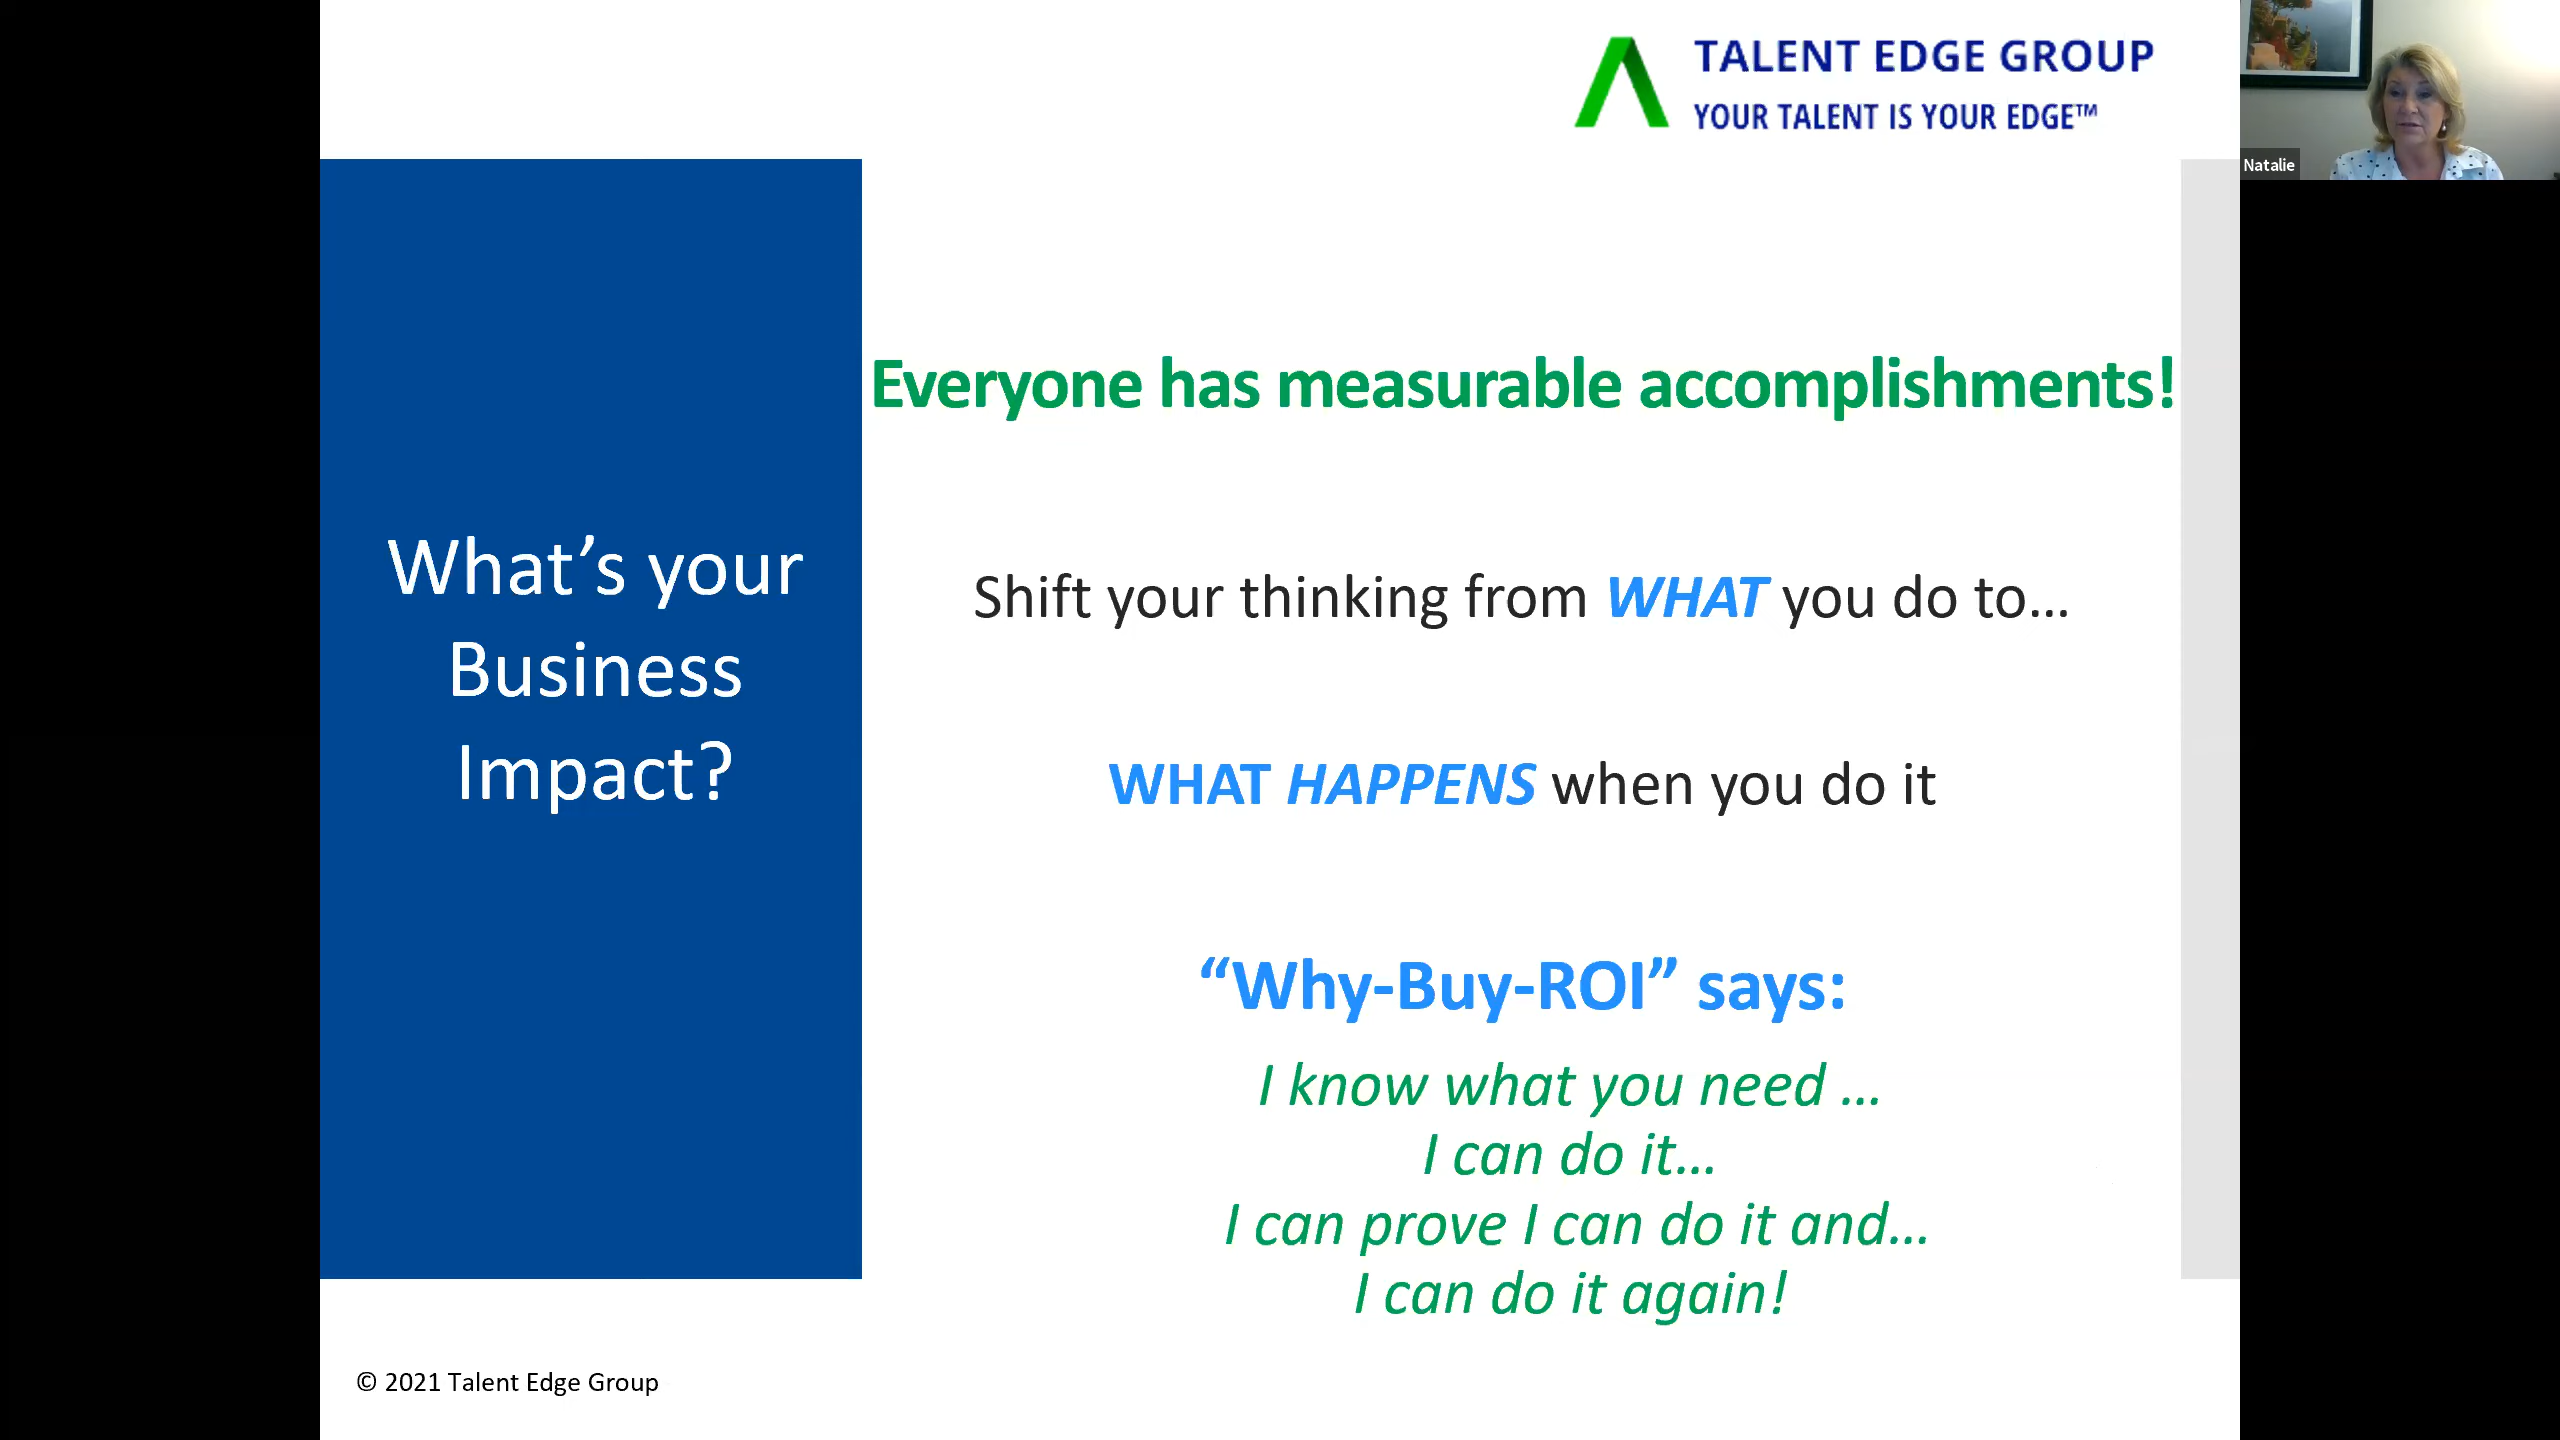 TALENT EDGE GROUP
YOUR TALENT IS YOUR EDGE™
Natalie
What’s your
Business
Impact?
Everyone has measurable accomplishments!
Shift your thinking from WHAT you do to…
WHAT HAPPENS when you do it
“Why-Buy-ROI” says:
I know what you need …
I can do it…
I can prove I can do it and…
I can do it again!
© 2021 Talent Edge Group